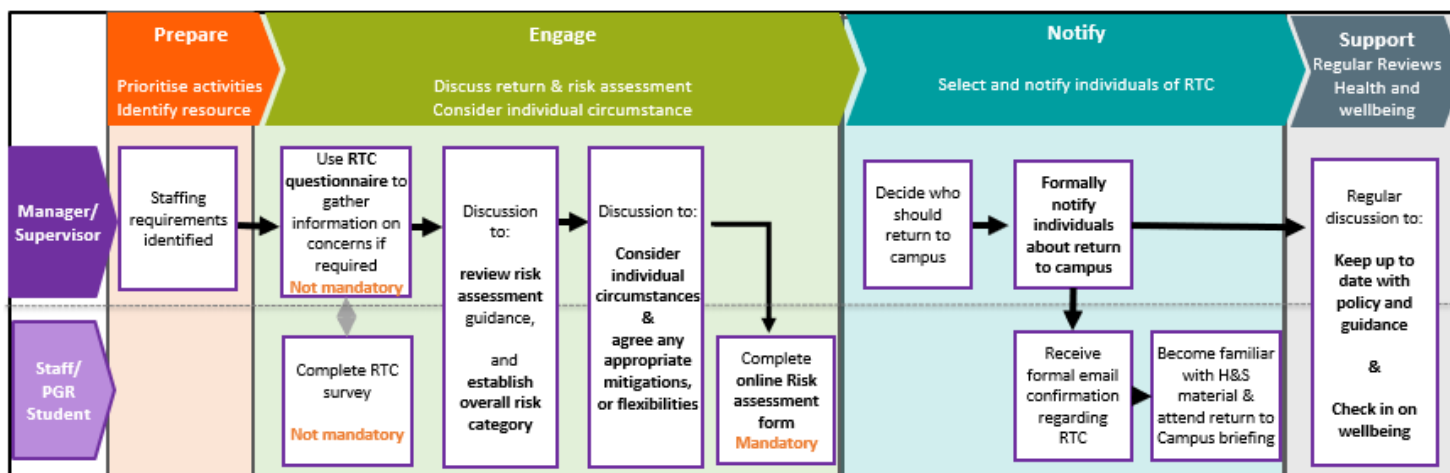 Prepare
Prioritise activities
Identify resource
Engage
Discuss return & risk assessment
Consider individual circumstance
Notify
Select and notify individuals of RTC
Support
Regular Reviews
Health and
wellbeing
Manager/
Supervisor
Staffing
requirements
identified
Use RTC
questionnaire to
gather
information on
concerns if
required
Not mandatory
Discussion
to:
review risk
assessment
guidance,
and
establish
overall risk
category
Discussion to:
Consider
individual
circumstances
&
agree any
appropriate
mitigations,
or flexibilities
Decide who
should
return to
campus
Formally
notify
individuals
about return
to campus
Regular
discussion to:
Keep up to
date with
policy and
guidance
&
Check in on
wellbeing
Staff/
PGR
Student
Complete RTC
survey
Not mandatory
Complete
online Risk
assessment
form
Mandatory
Receive
formal email
confirmation
regarding
RTC
Become familiar
with H&S
material &
attend return to
Campus briefing